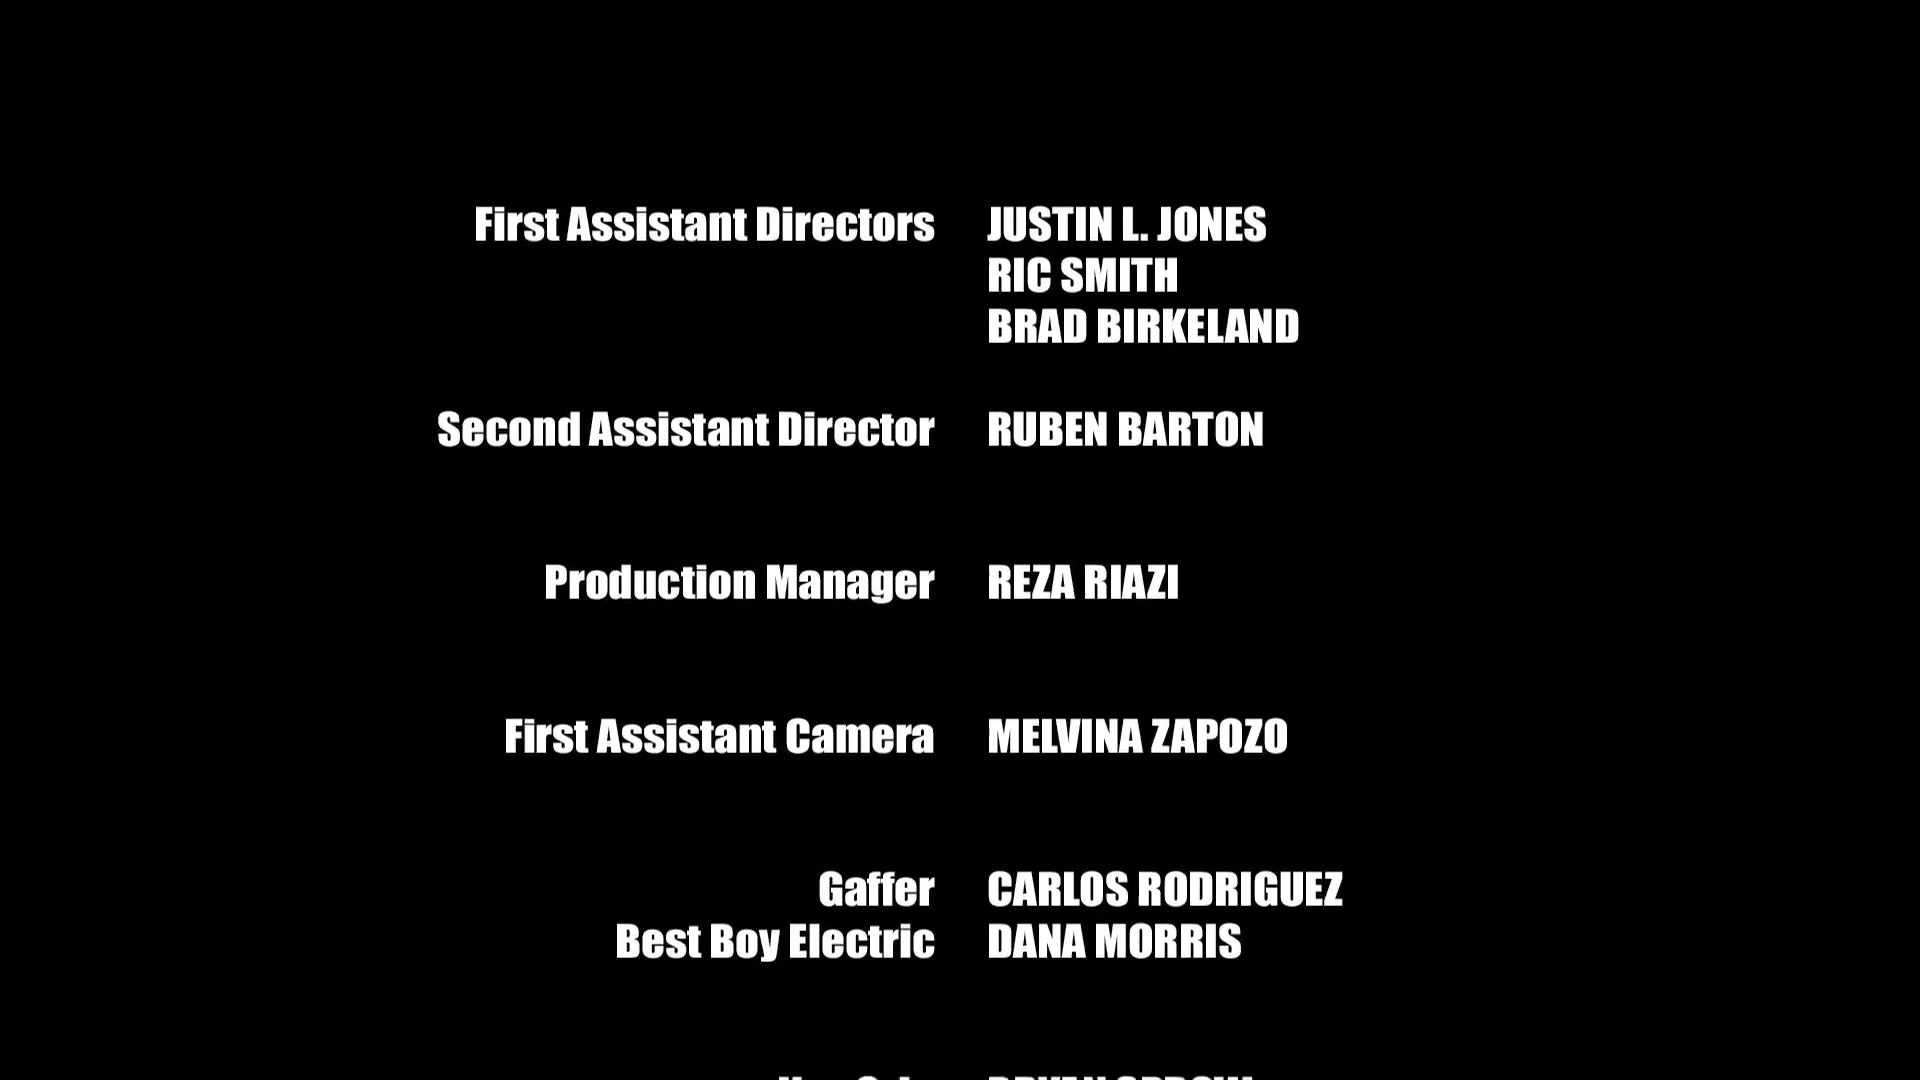 First Assistant Directors JUSTIN L. JONES
RIC SMITH
BRAD BIRKELAND
Second Assistant Director RUBEN BARTON
Production Manager REZA RIAZI
First Assistant Camera MELVINA ZAPOZO
Gaffer CARLOS RODRIGUEZ
Best Boy Electric DANA MORRIS